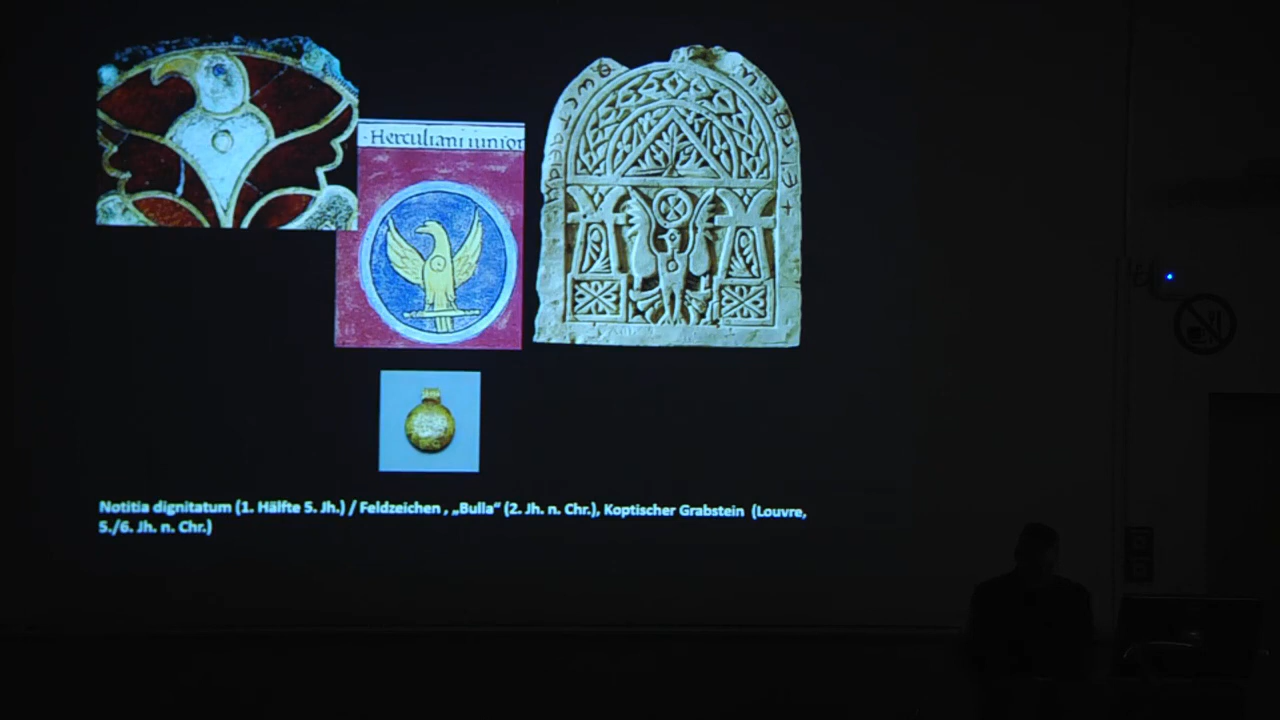 ·Herculiani iunior
Notitia dignitatum (1. Hälfte 5. Jh.) / Feldzeichen , „Bulla“ (2. Jh. n. Chr.), Koptischer Grabstein (Louvre,
5./6. Jh. n. Chr.)